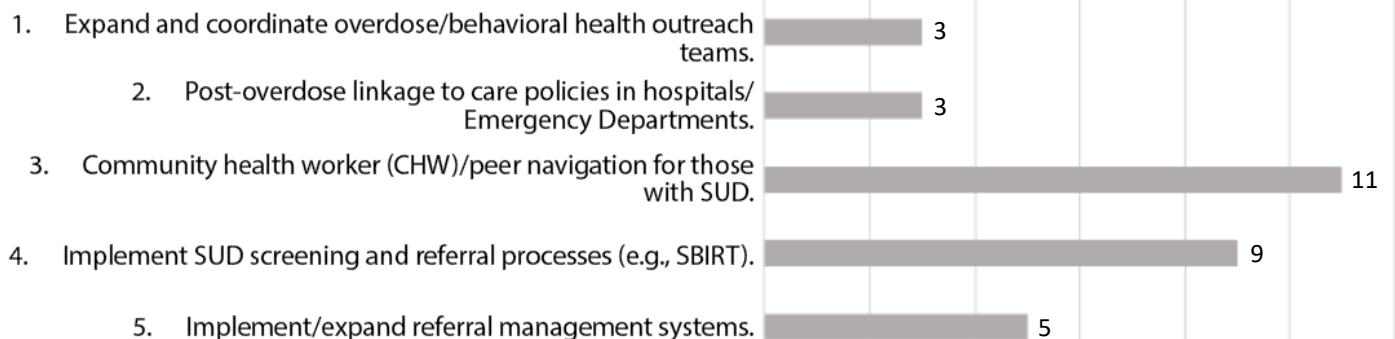 1. Expand and coordinate overdose/behavioral health outreach
teams.
3
2. Post-overdose linkage to care policies in hospitals/
Emergency Departments.
3
3. Community health worker (CHW)/peer navigation for those
with SUD.
11
4. Implement SUD screening and referral processes (e.g., SBIRT).
9
5. Implement/expand referral management systems.
5